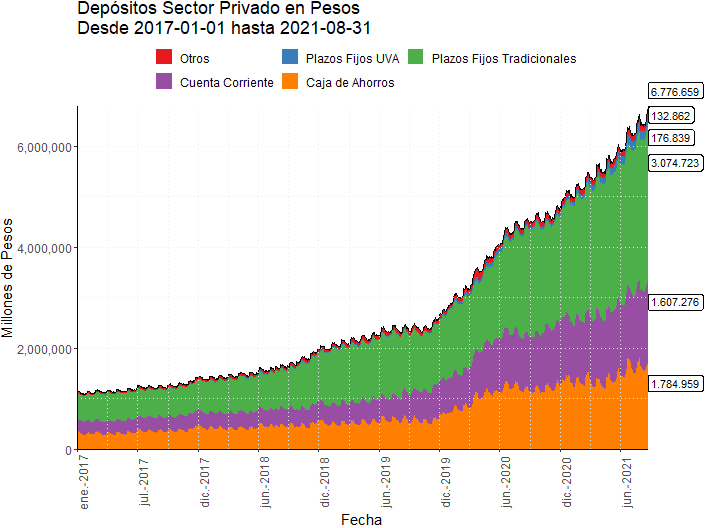 Depósitos Sector Privado en Pesos
Desde 2017-01-01 hasta 2021-08-31
Otros
Plazos Fijos UVA
Plazos Fijos Tradicionales
Cuenta Corriente
Caja de Ahorros
6.776.659
132.862
176.839
3.074.723
1.607.276
1.784.959
Millones de Pesos
6,000,000
4,000,000
2,000,000
0
ene.-2017
jul.-2017
dic.-2017
jun.-2018
dic.-2018
jun.-2019
dic.-2019
jun.-2020
dic.-2020
jun.-2021
Fecha